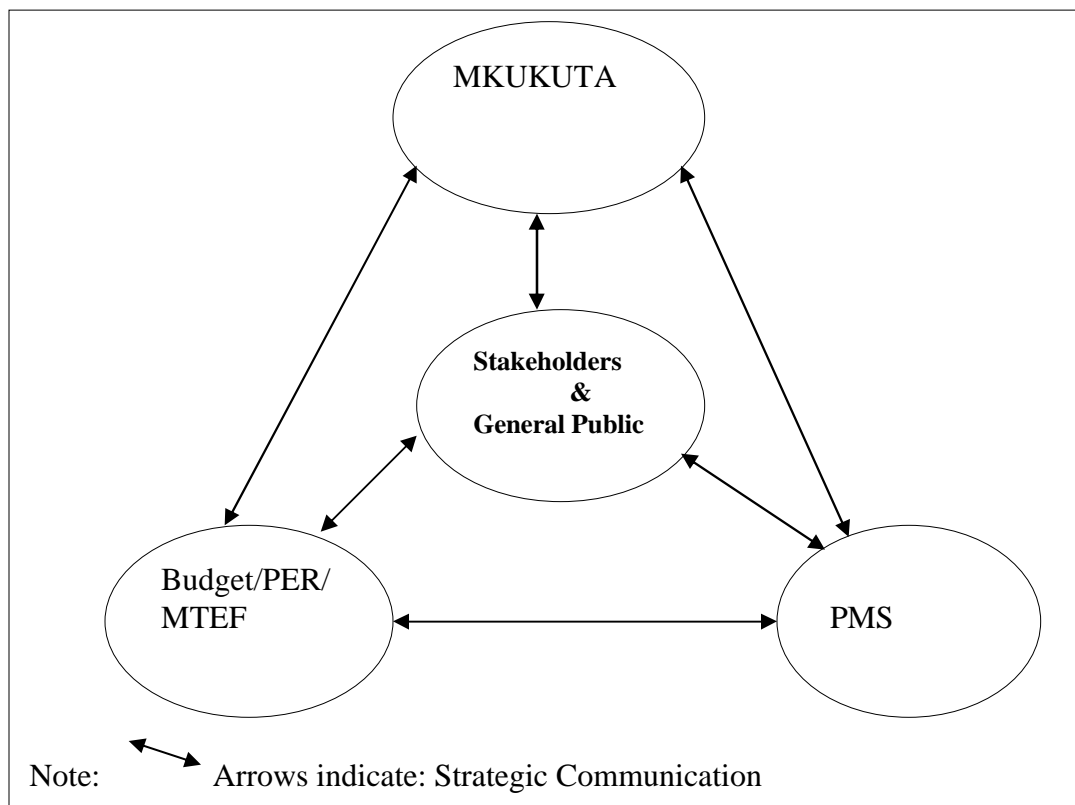 MKUKUTA
Stakeholders
&
General Public
Budget/PER/
MTEF
PMS
Note: Arrows indicate: Strategic Communication